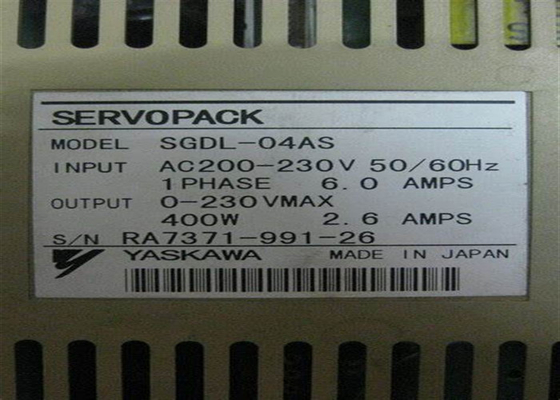 SERVOPACK
MODEL SGDL-04AS
INPUT AC200-230V 50/60Hz
1PHASE 6.0 AMPS
OUTPUT 0-230VMAX
400W 2.6 AMPS
S/N RA7371-991-26
YASKAWA MADE IN JAPAN